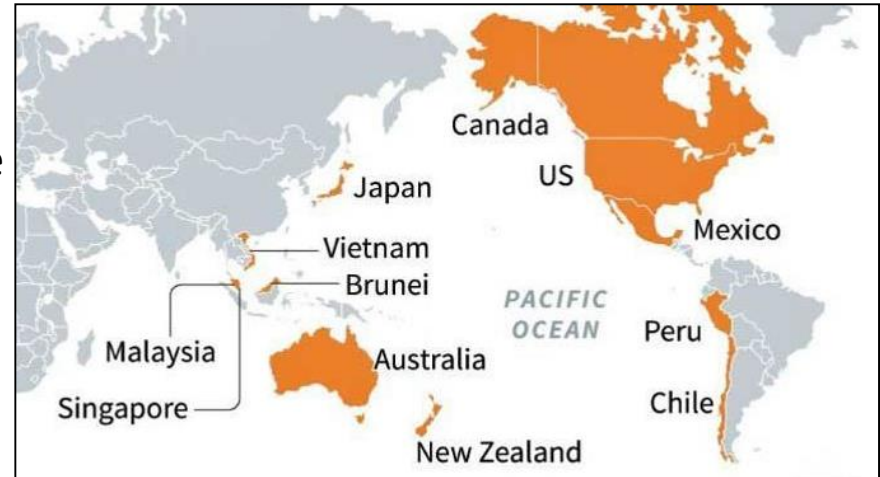 e
Canada
US
Japan
Mexico
Vietnam
Brunei
PACIFIC
OCEAN
Peru
Malaysia
Australia
Singapore
Chile
New Zealand